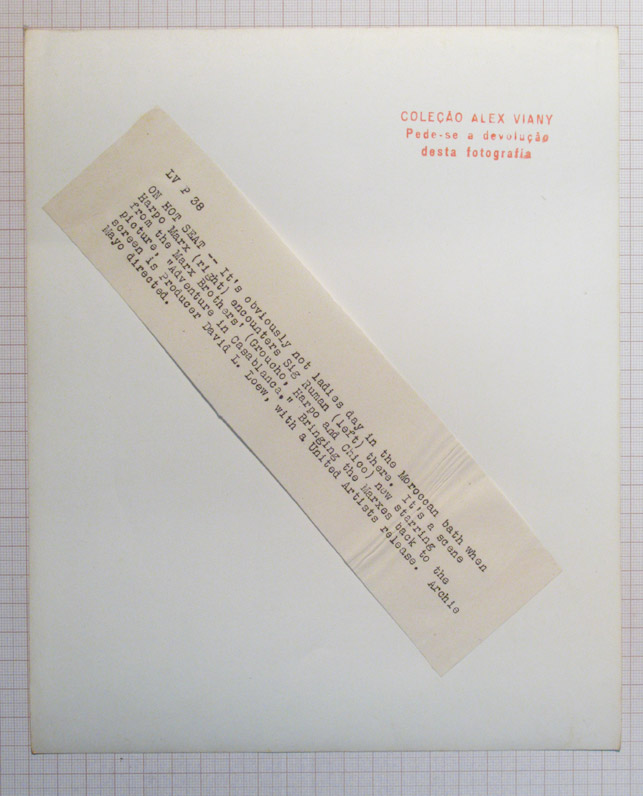 COLEÇÃO ALEX VIANY
Pede-se a devolução
desta fotografia
LV P 38
ON HOT SEAT -- It's obviously not ladies day in the Moroccan bath when
Harpo Marx (right) encounters Sig Ruman (left) there. It's a scene
from the Marx Brothers' (Groucho, Harpo and Chico) now starring
picture, "Adventure in Casablanca." Bringing the Marxes back to the
screen is Producer David L. Loew, with a United Artists release. Archie
Mayo directed.